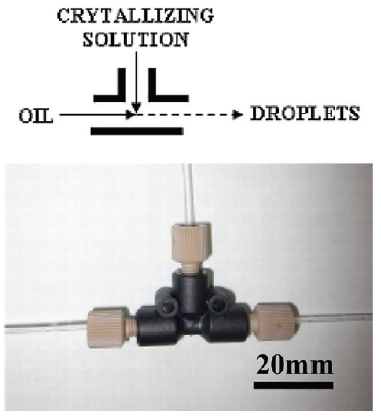 CRYTALLIZING
SOLUTION
OIL
DROPLETS
20mm